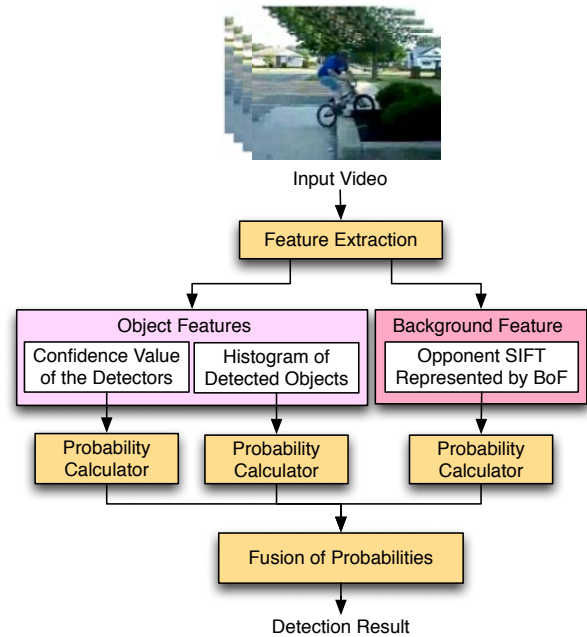 Input Video
Feature Extraction
Object Features
Confidence Value
of the Detectors
Histogram of
Detected Objects
Background Feature
Opponent SIFT
Represented by BoF
Probability
Calculator
Probability
Calculator
Probability
Calculator
Fusion of Probabilities
Detection Result